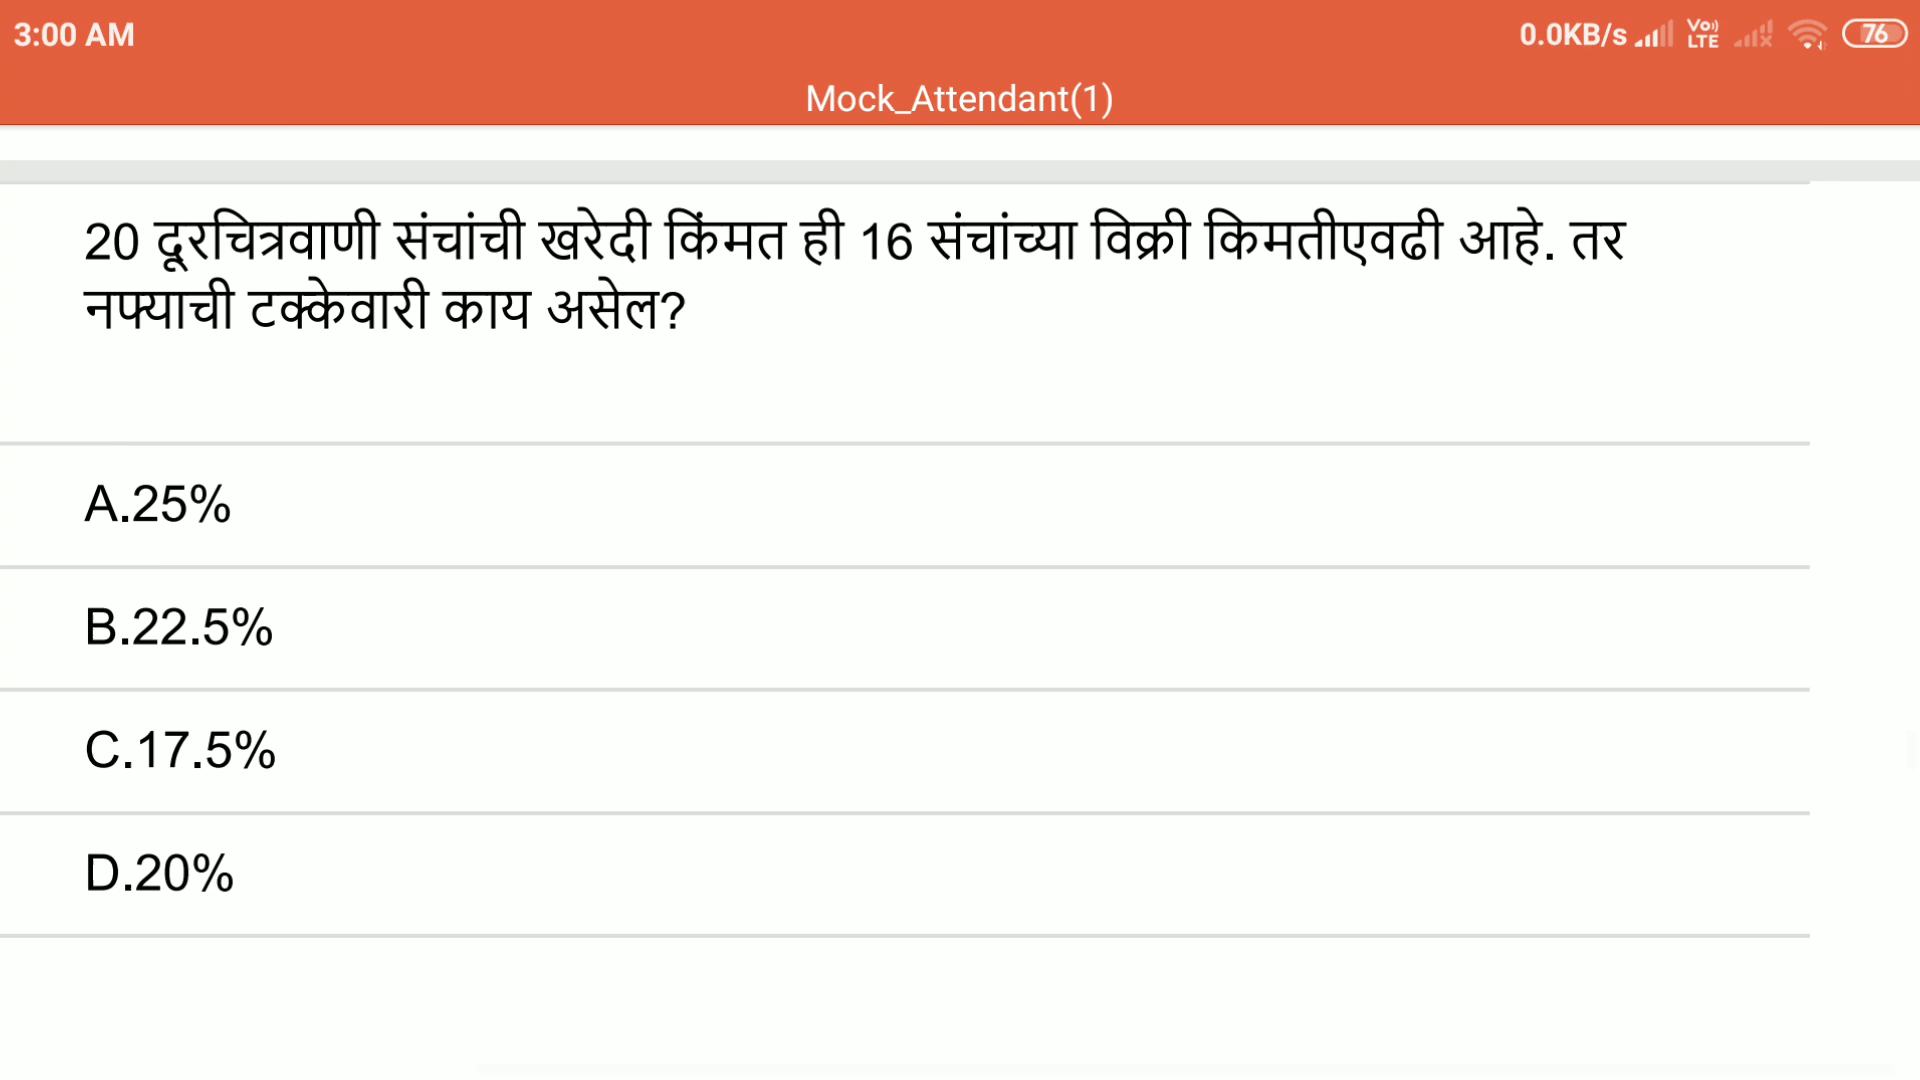 3:00 AM
0.0KB/s Vo)) LTE 76
Mock_Attendant(1)
20 दूरचित्रवाणी संचांची खरेदी किंमत ही 16 संचांच्या विक्री किमतीएवढी आहे. तर
नफ्याची टक्केवारी काय असेल?
A.25%
B.22.5%
C.17.5%
D.20%